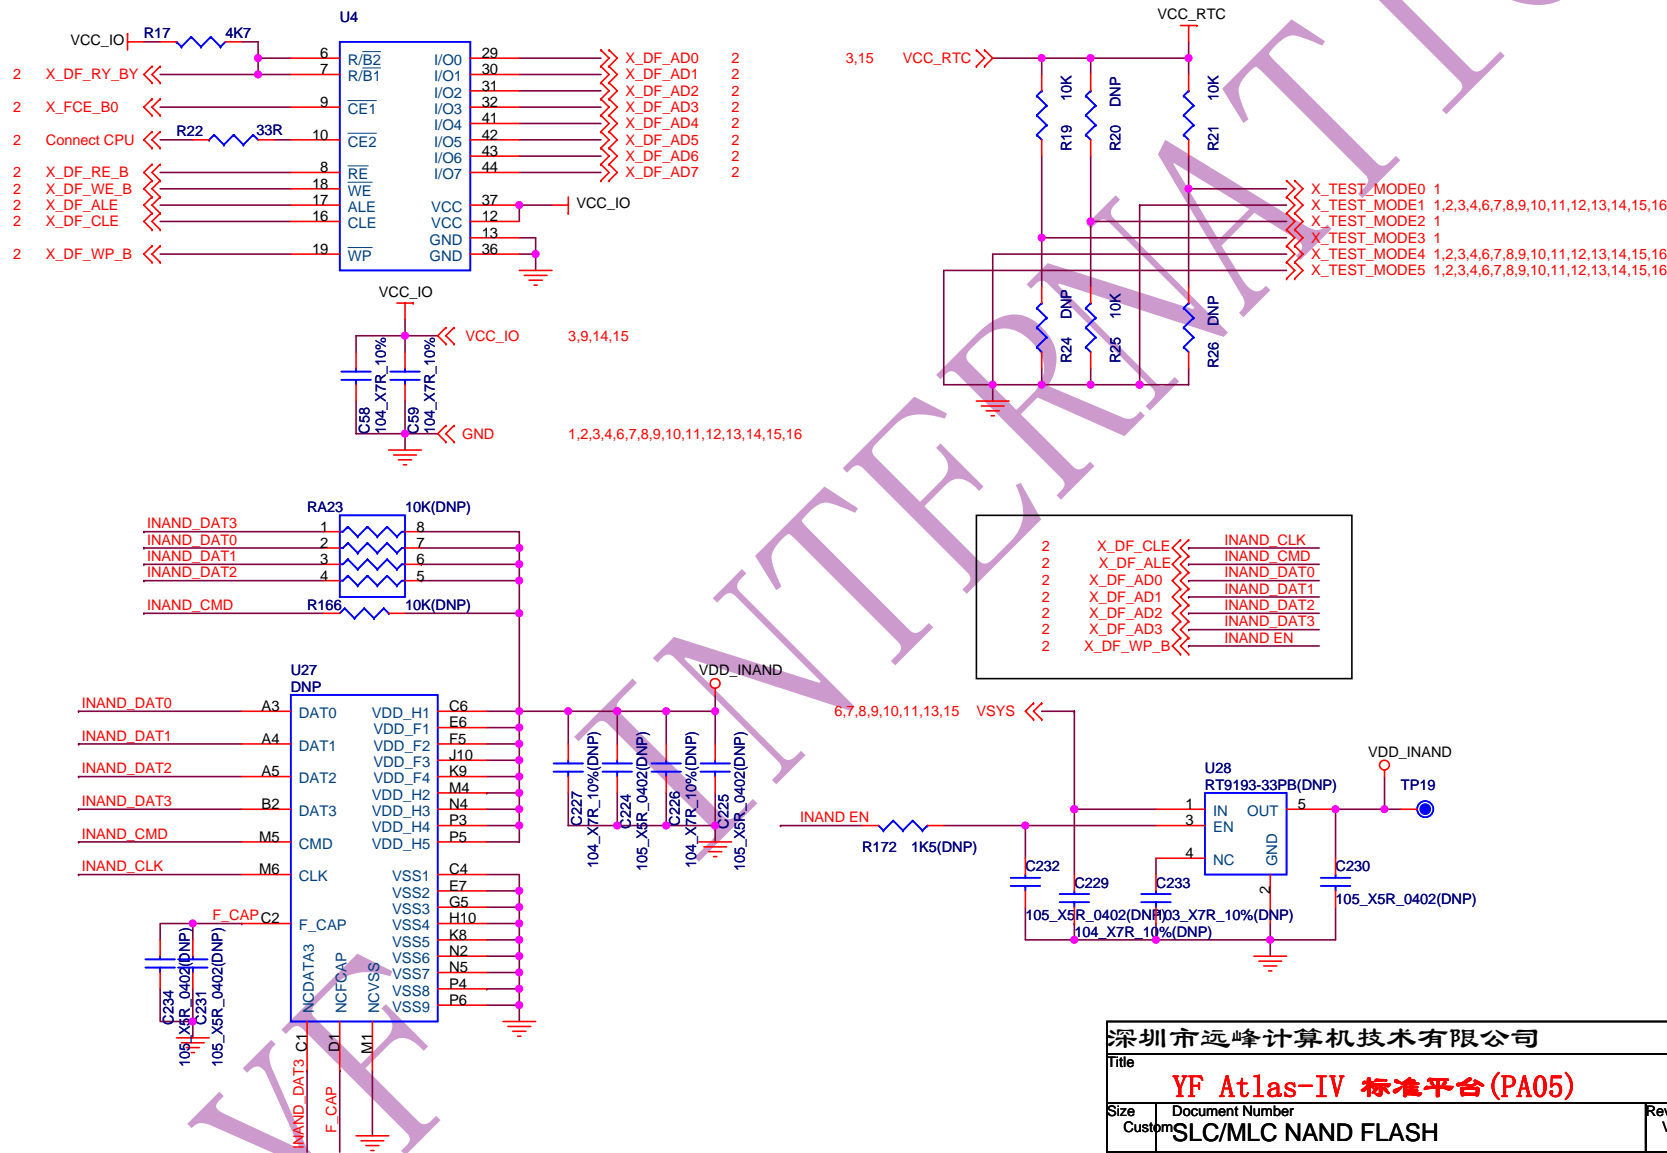 U4
VCC_IO R17 4K7
6 R/B2 I/O0 29 X_DF_AD0 2
2 X_DF_RY_BY 7 R/B1 I/O1 30 X_DF_AD1 2
I/O2 31 X_DF_AD2 2
2 X_FCE_B0 9 CE1 I/O3 32 X_DF_AD3 2
I/O4 41 X_DF_AD4 2
2 Connect CPU R22 33R 10 CE2 I/O5 42 X_DF_AD5 2
I/O6 43 X_DF_AD6 2
2 X_DF_RE_B 8 RE I/O7 44 X_DF_AD7 2
2 X_DF_WE_B 18 WE
2 X_DF_ALE 17 ALE VCC 37 VCC_IO
2 X_DF_CLE 16 CLE VCC 12
GND 13
2 X_DF_WP_B 19 WP GND 36
VCC_IO
VCC_IO 3,9,14,15
C58 104_X7R_10%
C59 104_X7R_10%
GND 1,2,3,4,6,7,8,9,10,11,12,13,14,15,16
VCC_RTC
3,15 VCC_RTC
R19 10K
R20 DNP
R21 10K
X_TEST_MODE0 1
X_TEST_MODE1 1,2,3,4,6,7,8,9,10,11,12,13,14,15,16
X_TEST_MODE2 1
X_TEST_MODE3 1
X_TEST_MODE4 1,2,3,4,6,7,8,9,10,11,12,13,14,15,16
X_TEST_MODE5 1,2,3,4,6,7,8,9,10,11,12,13,14,15,16
R24 DNP
R25 10K
R26 DNP
RA23 10K(DNP)
INAND_DAT3 1 8
INAND_DAT0 2 7
INAND_DAT1 3 6
INAND_DAT2 4 5
INAND_CMD R166 10K(DNP)
2 X_DF_CLE INAND_CLK
2 X_DF_ALE INAND_CMD
2 X_DF_AD0 INAND_DAT0
2 X_DF_AD1 INAND_DAT1
2 X_DF_AD2 INAND_DAT2
2 X_DF_AD3 INAND_DAT3
2 X_DF_WP_B INAND EN
U27
DNP
INAND_DAT0 A3 DAT0 VDD_H1 C6
VDD_F1 E6
INAND_DAT1 A4 DAT1 VDD_F2 F5
VDD_F3 J10
INAND_DAT2 A5 DAT2 VDD_F4 K9
VDD_H2 M4
INAND_DAT3 B2 DAT3 VDD_H3 N4
VDD_H4 P3
INAND_CMD M5 CMD VDD_H5 P5
INAND_CLK M6 CLK VSS1 C4
VSS2 E7
VSS3 G5
F_CAP C2 F_CAP VSS4 H10
VSS5 K8
VSS6 N2
VSS7 N5
VSS8 P4
VSS9 P6
NCDATA3 NCFCAP NCVSS
C1 D1 M1
INAND_DAT3 F_CAP
C234 105_X5R_0402(DNP)
C231 105_X5R_0402(DNP)
VDD_INAND
C227 104_X7R_10%(DNP)
C224 105_X5R_0402(DNP)
C226 104_X7R_10%(DNP)
C225 105_X5R_0402(DNP)
6,7,8,9,10,11,13,15 VSYS
U28
RT9193-33PB(DNP)
VDD_INAND
TP19
1 IN OUT 5
INAND EN R172 1K5(DNP) 3 EN
4 NC GND 2
C232 105_X5R_0402(DNP)
C229 104_X7R_10%(DNP)
C233 103_X7R_10%(DNP)
C230 105_X5R_0402(DNP)
深圳市远峰计算机技术有限公司
Title
YF Atlas-IV 标准平台(PA05)
Size Document Number Rev
Custom SLC/MLC NAND FLASH V
YF INTERNATIO